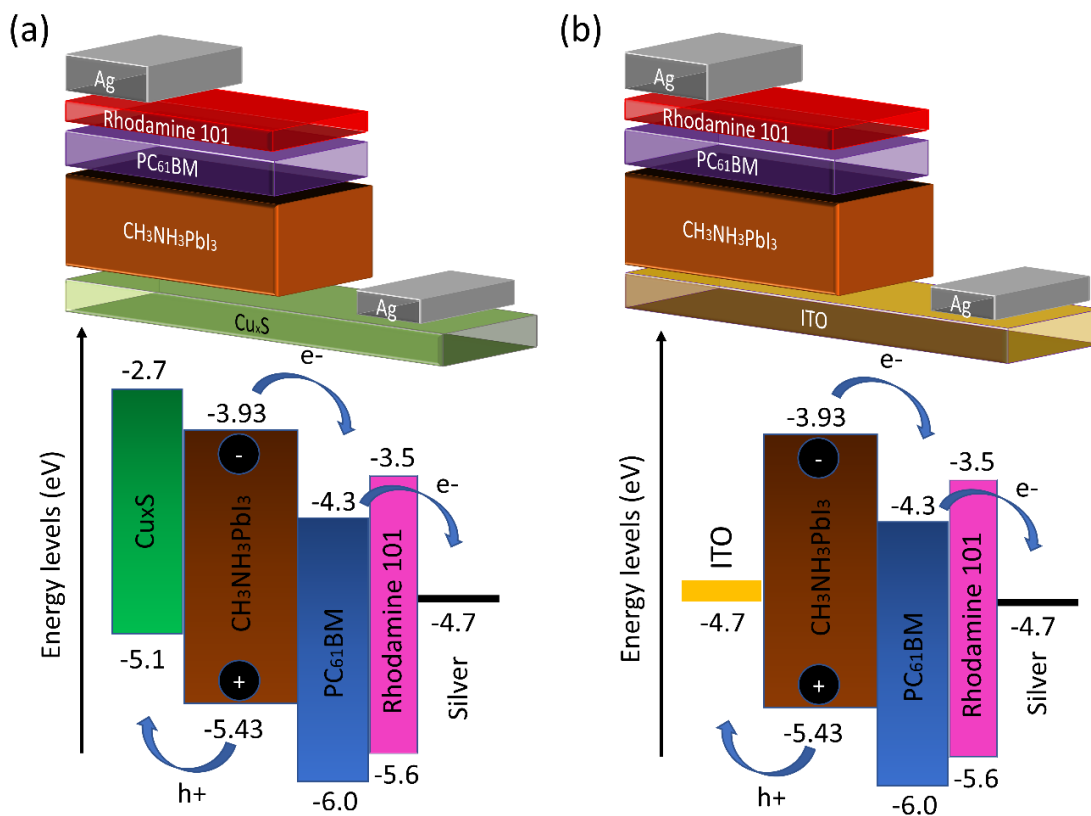 (a)
Ag
Rhodamine 101
PC₆₁BM
CH₃NH₃PbI₃
Ag
CuₓS
Energy levels (eV)
-2.7
CuxS
-5.1
-3.93
-
CH₃NH₃PbI₃
+
-5.43
h+
e-
-4.3
PC₆₁BM
-6.0
-3.5
Rhodamine 101
-5.6
e-
-4.7
Silver
(b)
Ag
Rhodamine 101
PC₆₁BM
CH₃NH₃PbI₃
Ag
ITO
Energy levels (eV)
ITO
-4.7
-3.93
-
CH₃NH₃PbI₃
+
-5.43
h+
e-
-4.3
PC₆₁BM
-6.0
-3.5
Rhodamine 101
-5.6
e-
-4.7
Silver